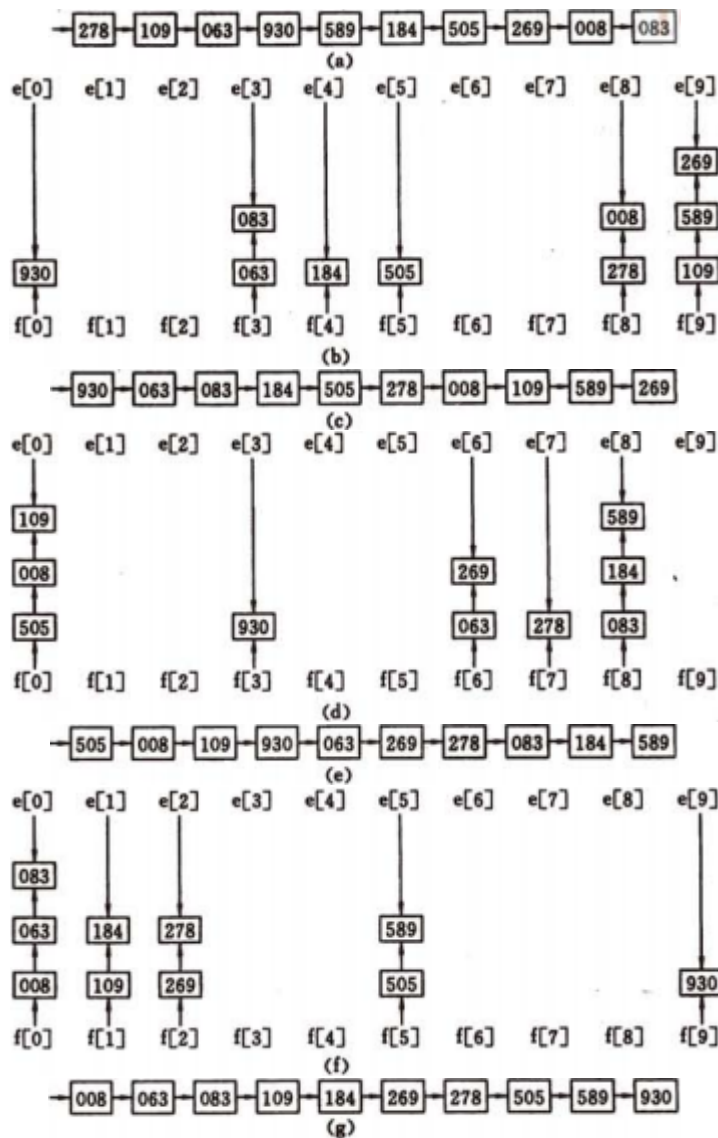 278 109 063 930 589 184 505 269 008 083
(a)
e[0] e[1] e[2] e[3] e[4] e[5] e[6] e[7] e[8] e[9]
269
083 008 589
930 063 184 505 278 109
f[0] f[1] f[2] f[3] f[4] f[5] f[6] f[7] f[8] f[9]
(b)
930 063 083 184 505 278 008 109 589 269
(c)
e[0] e[1] e[2] e[3] e[4] e[5] e[6] e[7] e[8] e[9]
109 589
008 269 184
505 930 063 278 083
f[0] f[1] f[2] f[3] f[4] f[5] f[6] f[7] f[8] f[9]
(d)
505 008 109 930 063 269 278 083 184 589
(e)
e[0] e[1] e[2] e[3] e[4] e[5] e[6] e[7] e[8] e[9]
083
063 184 278 589
008 109 269 505 930
f[0] f[1] f[2] f[3] f[4] f[5] f[6] f[7] f[8] f[9]
(f)
008 063 083 109 184 269 278 505 589 930
(g)